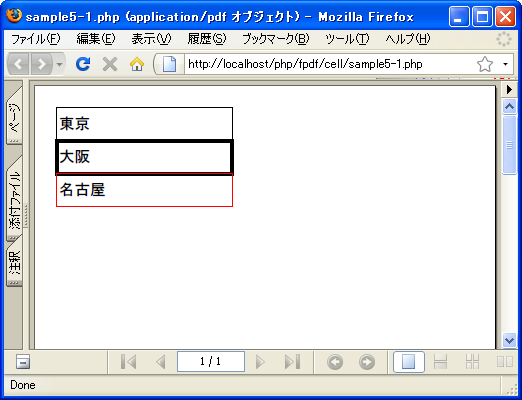 sample5-1.php (application/pdf オブジェクト) - Mozilla Firefox
ファイル(F) 編集(E) 表示(V) 履歴(S) ブックマーク(B) ツール(T) ヘルプ(H)
http://localhost/php/fpdf/cell/sample5-1.php
ページ
添付ファイル
注釈
東京
大阪
名古屋
1 / 1
Done